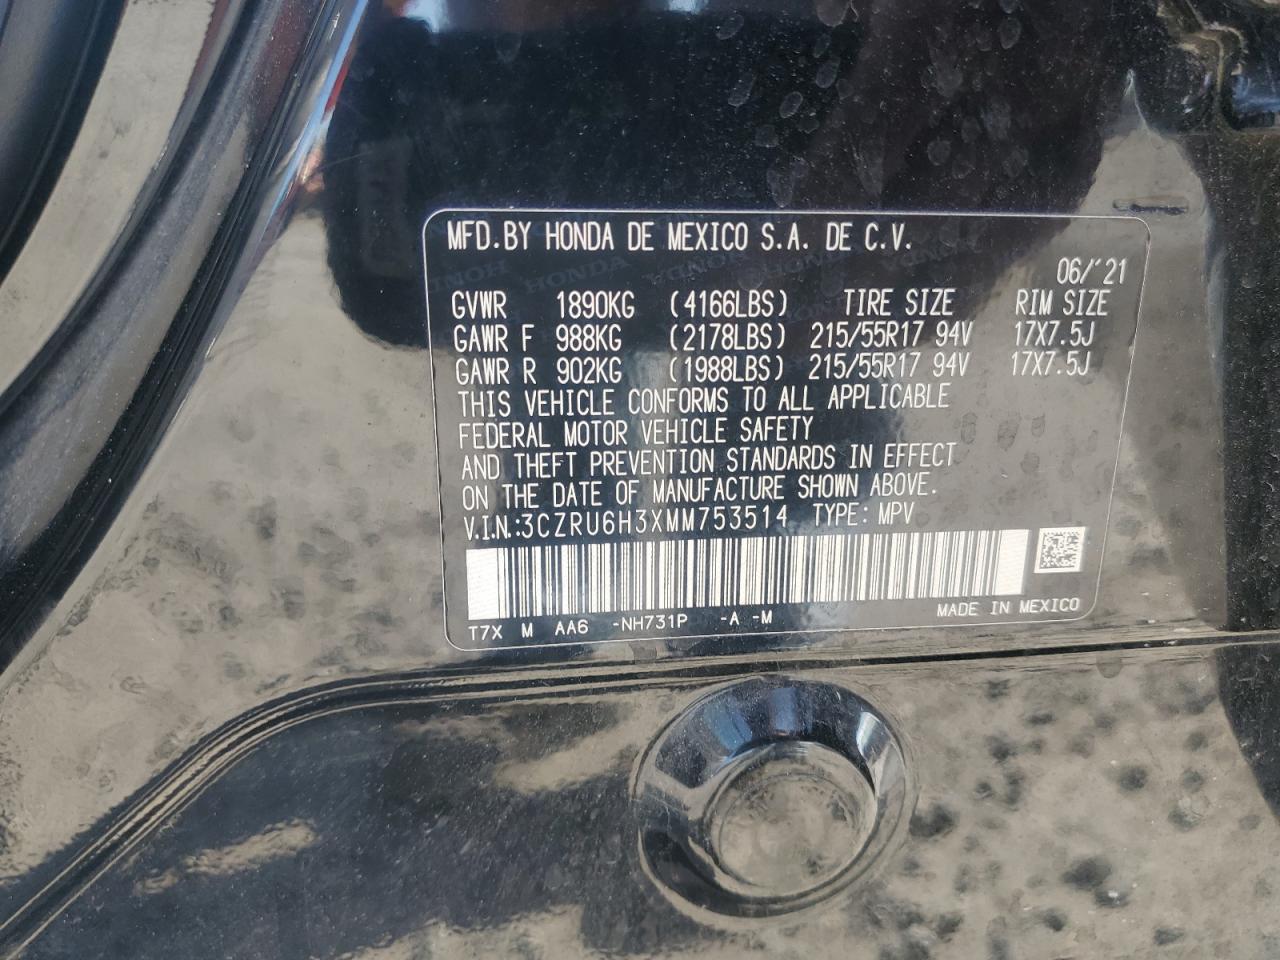 MFD.BY HONDA DE MEXICO S.A. DE C.V.
06/'21
GVWR 1890KG (4166LBS) TIRE SIZE RIM SIZE
GAWR F 988KG (2178LBS) 215/55R17 94V 17X7.5J
GAWR R 902KG (1988LBS) 215/55R17 94V 17X7.5J
THIS VEHICLE CONFORMS TO ALL APPLICABLE
FEDERAL MOTOR VEHICLE SAFETY
AND THEFT PREVENTION STANDARDS IN EFFECT
ON THE DATE OF MANUFACTURE SHOWN ABOVE.
V.I.N.:3CZRU6H3XMM753514 TYPE: MPV
T7X M AA6 -NH731P -A -M MADE IN MEXICO